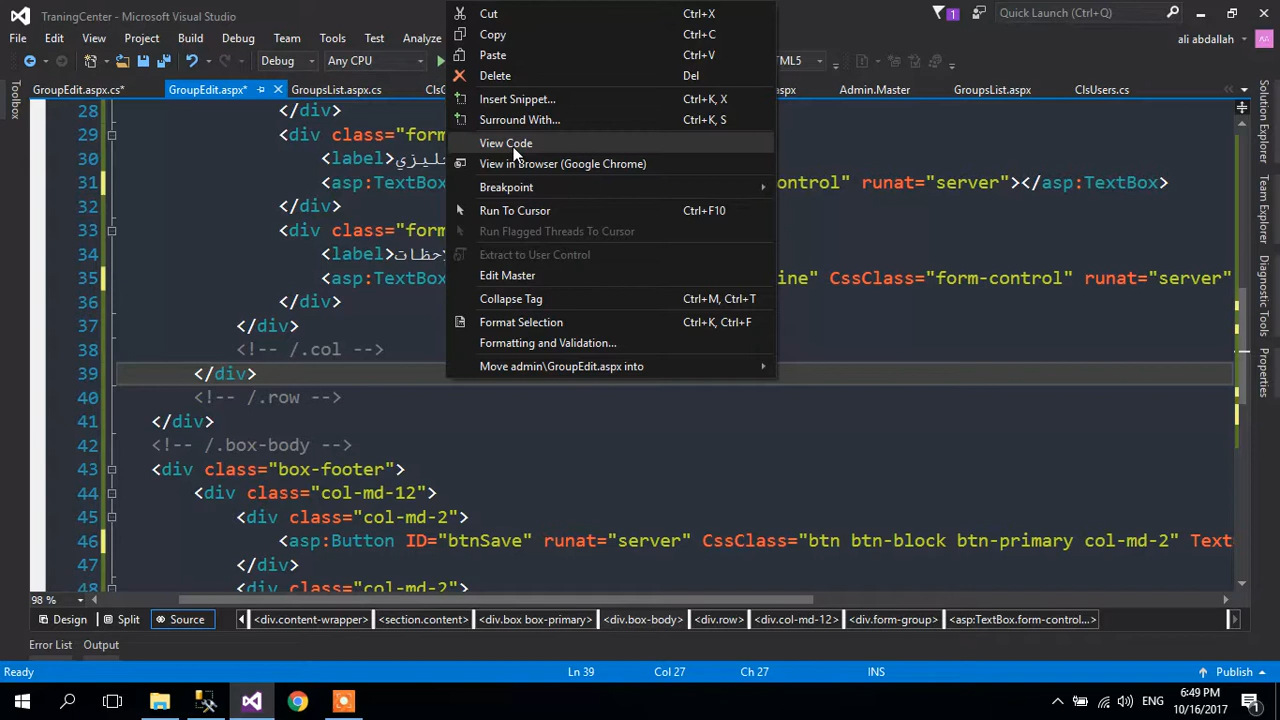 TraningCenter - Microsoft Visual Studio
1
Quick Launch (Ctrl+Q)
File Edit View Project Build Debug Team Tools Test Analyze
ali abdallah
Debug Any CPU
GroupEdit.aspx.cs* GroupEdit.aspx* GroupsList.aspx.cs Admin.Master GroupsList.aspx ClsUsers.cs
Cut Ctrl+X
Copy Ctrl+C
Paste Ctrl+V
Delete Del
Insert Snippet... Ctrl+K, X
Surround With... Ctrl+K, S
View Code
View in Browser (Google Chrome)
Breakpoint
Run To Cursor Ctrl+F10
Run Flagged Threads To Cursor
Extract to User Control
Edit Master
Collapse Tag Ctrl+M, Ctrl+T
Format Selection Ctrl+K, Ctrl+F
Formatting and Validation...
Move admin\GroupEdit.aspx into
Toolbox
Solution Explorer
Team Explorer
Diagnostic Tools
Properties
28 </div>
29 <div class="form
30 <label>
31 <asp:TextBox control" runat="server"></asp:TextBox>
32 </div>
33 <div class="form
34 <label>
35 <asp:TextBox ine" CssClass="form-control" runat="server"
36 </div>
37 </div>
38 <!-- /.col -->
39 </div>
40 <!-- /.row -->
41 </div>
42 <!-- /.box-body -->
43 <div class="box-footer">
44 <div class="col-md-12">
45 <div class="col-md-2">
46 <asp:Button ID="btnSave" runat="server" CssClass="btn btn-block btn-primary col-md-2" Text
47 </div>
48 <div class="col-md-2">
98 %
Design Split Source <div.content-wrapper> <section.content> <div.box box-primary> <div.box-body> <div.row> <div.col-md-12> <div.form-group> <asp:TextBox.form-control...>
Error List Output
Ready Ln 39 Col 27 Ch 27 INS Publish
ENG
6:49 PM
10/16/2017
1